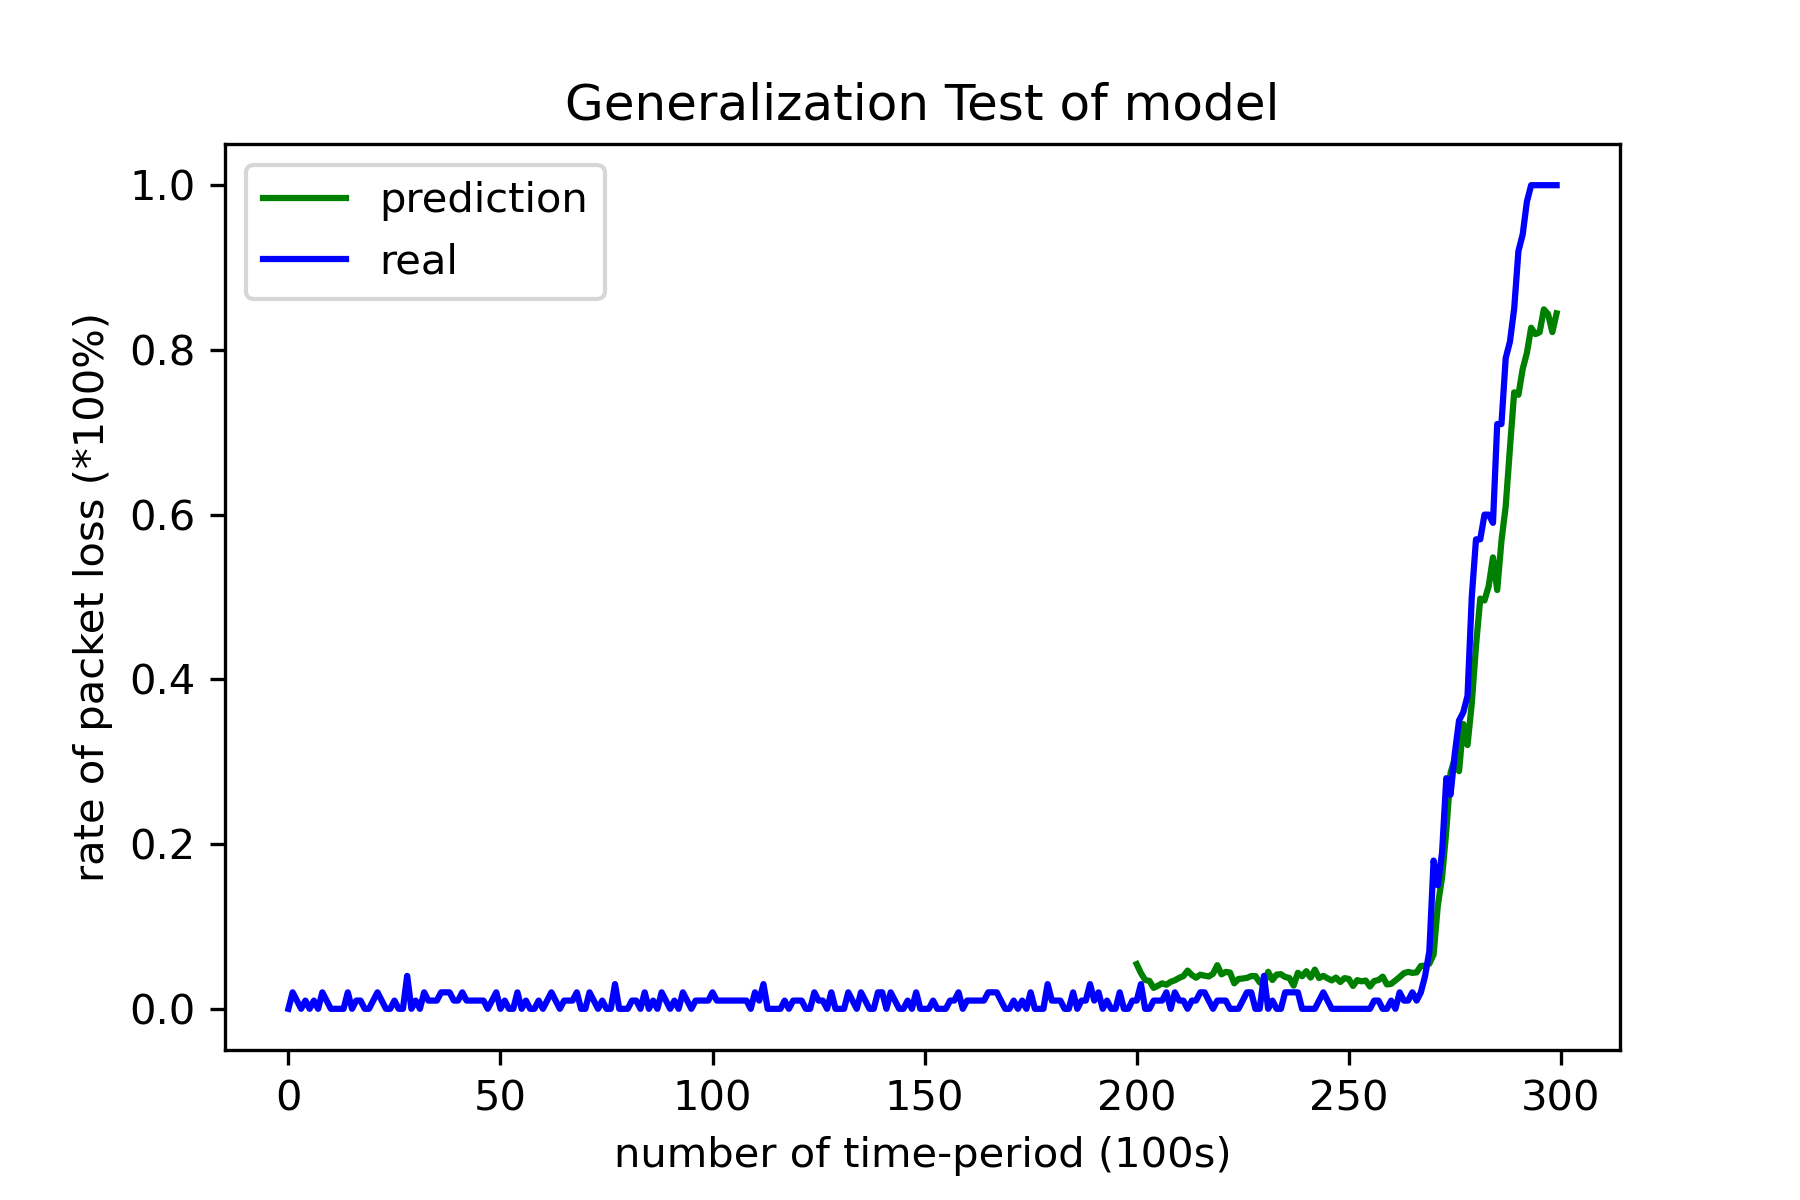 Generalization Test of model
prediction
real
1.0
0.8
0.6
0.4
0.2
0.0
rate of packet loss (*100%)
0 50 100 150 200 250 300
number of time-period (100s)